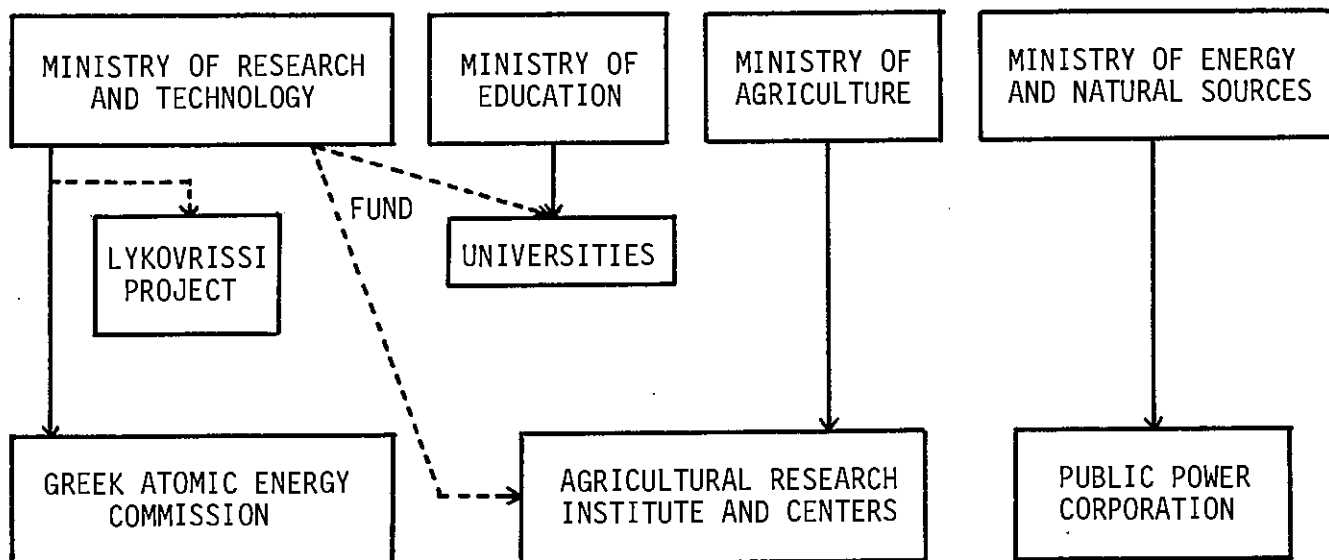 MINISTRY OF RESEARCH
AND TECHNOLOGY
MINISTRY OF
EDUCATION
MINISTRY OF
AGRICULTURE
MINISTRY OF ENERGY
AND NATURAL SOURCES
FUND
LYKOVRISSI
PROJECT
UNIVERSITIES
GREEK ATOMIC ENERGY
COMMISSION
AGRICULTURAL RESEARCH
INSTITUTE AND CENTERS
PUBLIC POWER
CORPORATION